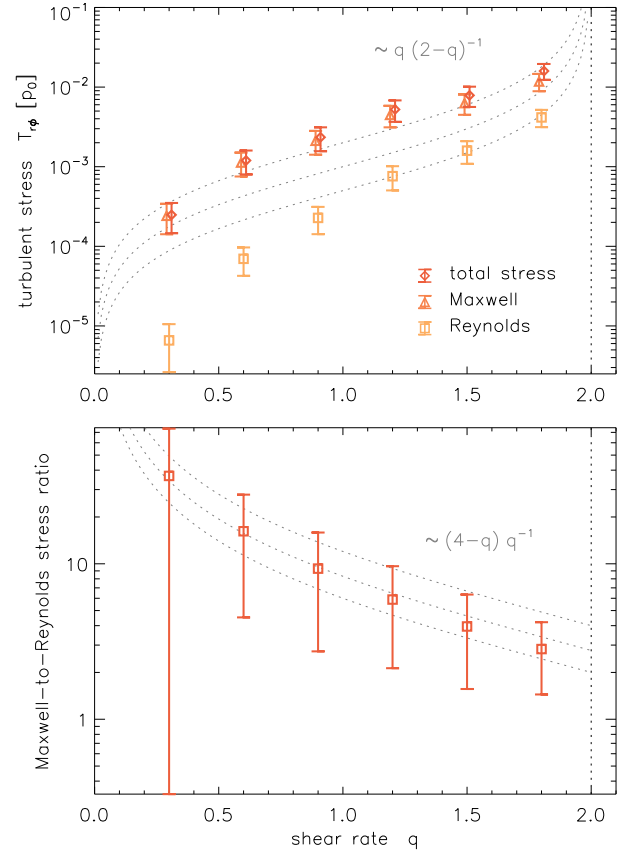 10⁻¹
10⁻²
10⁻³
10⁻⁴
10⁻⁵
turbulent stress Tᵣᵩ [p₀]
~ q (2−q)⁻¹
total stress
Maxwell
Reynolds
0.0 0.5 1.0 1.5 2.0
Maxwell−to−Reynolds stress ratio
10
1
~ (4−q) q⁻¹
0.0 0.5 1.0 1.5 2.0
shear rate q